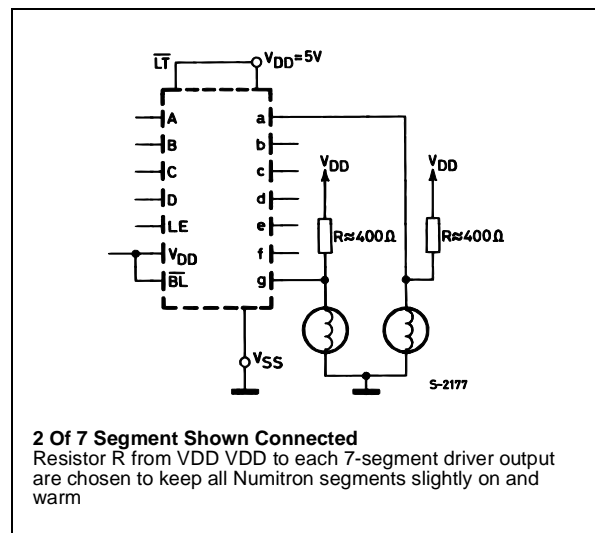 LT VDD=5V
A a
B b
C c VDD VDD
D d
LE e R≈400Ω R≈400Ω
VDD f
BL g
VSS
S-2177
2 Of 7 Segment Shown Connected
Resistor R from VDD VDD to each 7-segment driver output
are chosen to keep all Numitron segments slightly on and
warm